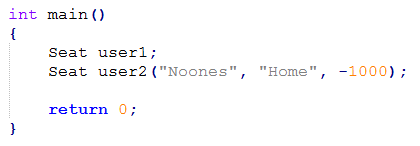 int main()
{
Seat user1;
Seat user2("Noones", "Home", -1000);
return 0;
}